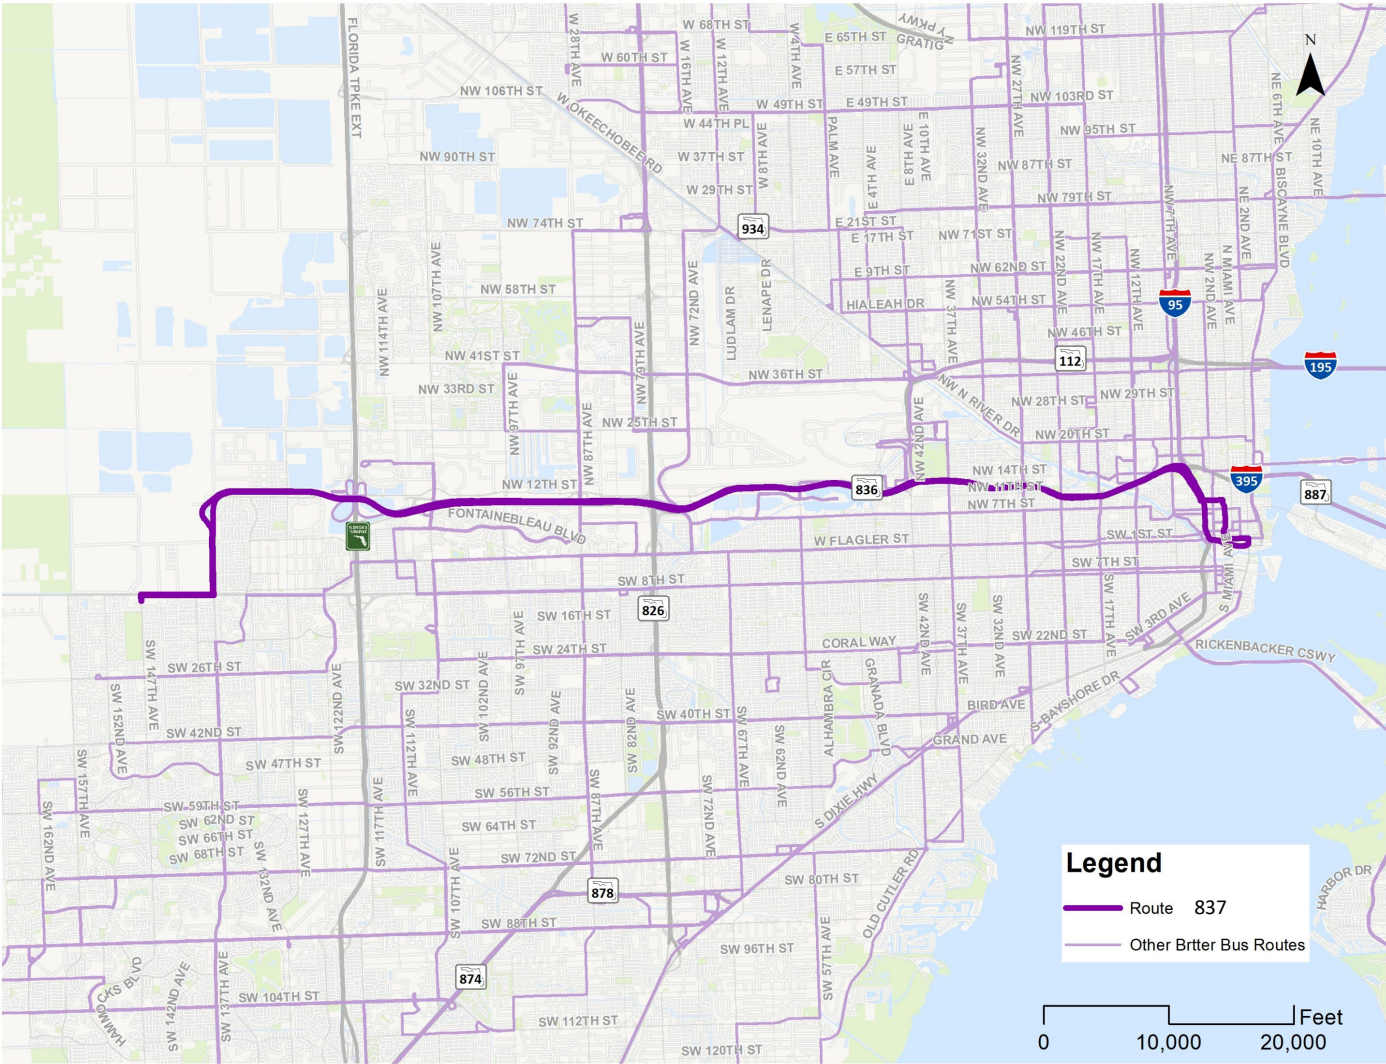 W 68TH ST
E 65TH ST
GRATIGNY PKWY
NW 119TH ST
N
FLORIDA TPKE EXT
W 28TH AVE
W 60TH ST
W 16TH AVE
W 12TH AVE
W 4TH AVE
E 57TH ST
NW 27TH AVE
NE 6TH AVE
NW 106TH ST
W OKEECHOBEE RD
W 49TH ST
E 49TH ST
NW 103RD ST
W 44TH PL
W 8TH AVE
PALM AVE
E 4TH AVE
E 8TH AVE
E 10TH AVE
NW 32ND AVE
NW 95TH ST
NE 10TH AVE
NW 90TH ST
W 37TH ST
NW 87TH ST
NE 87TH ST
W 29TH ST
NW 79TH ST
NW 7TH AVE
NE 2ND AVE
BISCAYNE BLVD
NW 74TH ST
934
E 21ST ST
E 17TH ST
NW 71ST ST
NW 114TH AVE
NW 107TH AVE
NW 58TH ST
NW 72ND AVE
LUDLAM DR
LENAPE DR
E 9TH ST
NW 62ND ST
HIALEAH DR
NW 54TH ST
NW 37TH AVE
NW 22ND AVE
NW 17TH AVE
NW 12TH AVE
NW 2ND AVE
N MIAMI AVE
95
NW 46TH ST
NW 79TH AVE
NW 41ST ST
112
195
NW 36TH ST
NW 33RD ST
NW 97TH AVE
NW 87TH AVE
NW 25TH ST
NW 42ND AVE
NW N RIVER DR
NW 28TH ST
NW 29TH ST
NW 20TH ST
NW 12TH ST
836
NW 14TH ST
NW 11TH ST
NW 7TH ST
395
887
FONTAINEBLEAU BLVD
FLORIDA'S
TURNPIKE
W FLAGLER ST
SW 1ST ST
SW 8TH ST
SW 7TH ST
S MIAMI AVE
826
SW 16TH ST
SW 97TH AVE
SW 42ND AVE
SW 37TH AVE
SW 32ND AVE
SW 17TH AVE
SW 3RD AVE
CORAL WAY
SW 22ND ST
SW 147TH AVE
SW 26TH ST
SW 24TH ST
RICKENBACKER CSWY
SW 152ND AVE
SW 122ND AVE
SW 32ND ST
SW 102ND AVE
SW 92ND AVE
SW 82ND AVE
ALHAMBRA CIR
GRANADA BLVD
S BAYSHORE DR
SW 112TH AVE
SW 40TH ST
SW 67TH AVE
SW 62ND AVE
BIRD AVE
GRAND AVE
SW 42ND ST
SW 157TH AVE
SW 47TH ST
SW 48TH ST
SW 162ND AVE
SW 59TH ST
SW 62ND ST
SW 66TH ST
SW 68TH ST
SW 127TH AVE
SW 132ND AVE
SW 117TH AVE
SW 56TH ST
SW 64TH ST
SW 87TH AVE
SW 72ND AVE
S DIXIE HWY
SW 72ND ST
SW 107TH AVE
878
SW 80TH ST
OLD CUTLER RD
SW 88TH ST
SW 57TH AVE
SW 96TH ST
HAMMOCKS BLVD
SW 142ND AVE
SW 137TH AVE
874
SW 104TH ST
SW 112TH ST
SW 120TH ST
HARBOR DR
Legend
Route 837
Other Brtter Bus Routes
Feet
0 10,000 20,000